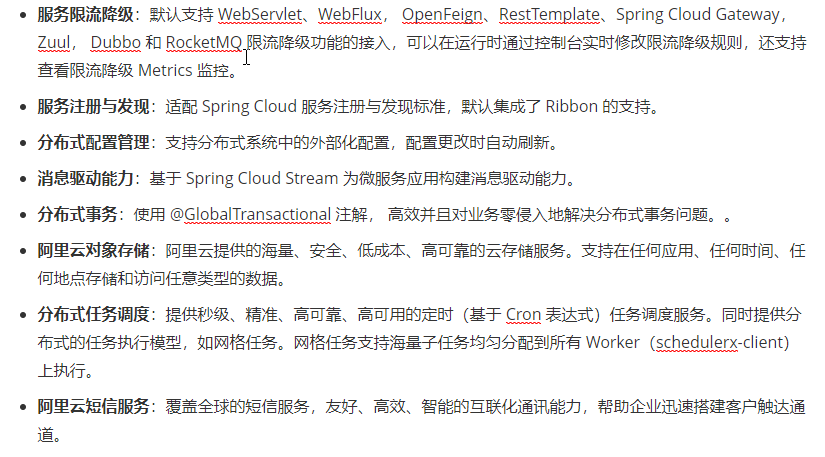 服务限流降级：默认支持 WebServlet、WebFlux， OpenFeign、RestTemplate、Spring Cloud Gateway，
Zuul， Dubbo 和 RocketMQ 限流降级功能的接入，可以在运行时通过控制台实时修改限流降级规则，还支持
查看限流降级 Metrics 监控。
服务注册与发现：适配 Spring Cloud 服务注册与发现标准，默认集成了 Ribbon 的支持。
分布式配置管理：支持分布式系统中的外部化配置，配置更改时自动刷新。
消息驱动能力：基于 Spring Cloud Stream 为微服务应用构建消息驱动能力。
分布式事务：使用 @GlobalTransactional 注解， 高效并且对业务零侵入地解决分布式事务问题。。
阿里云对象存储：阿里云提供的海量、安全、低成本、高可靠的云存储服务。支持在任何应用、任何时间、任
何地点存储和访问任意类型的数据。
分布式任务调度：提供秒级、精准、高可靠、高可用的定时（基于 Cron 表达式）任务调度服务。同时提供分
布式的任务执行模型，如网格任务。网格任务支持海量子任务均匀分配到所有 Worker（schedulerx-client）
上执行。
阿里云短信服务：覆盖全球的短信服务，友好、高效、智能的互联化通讯能力，帮助企业迅速搭建客户触达通
道。